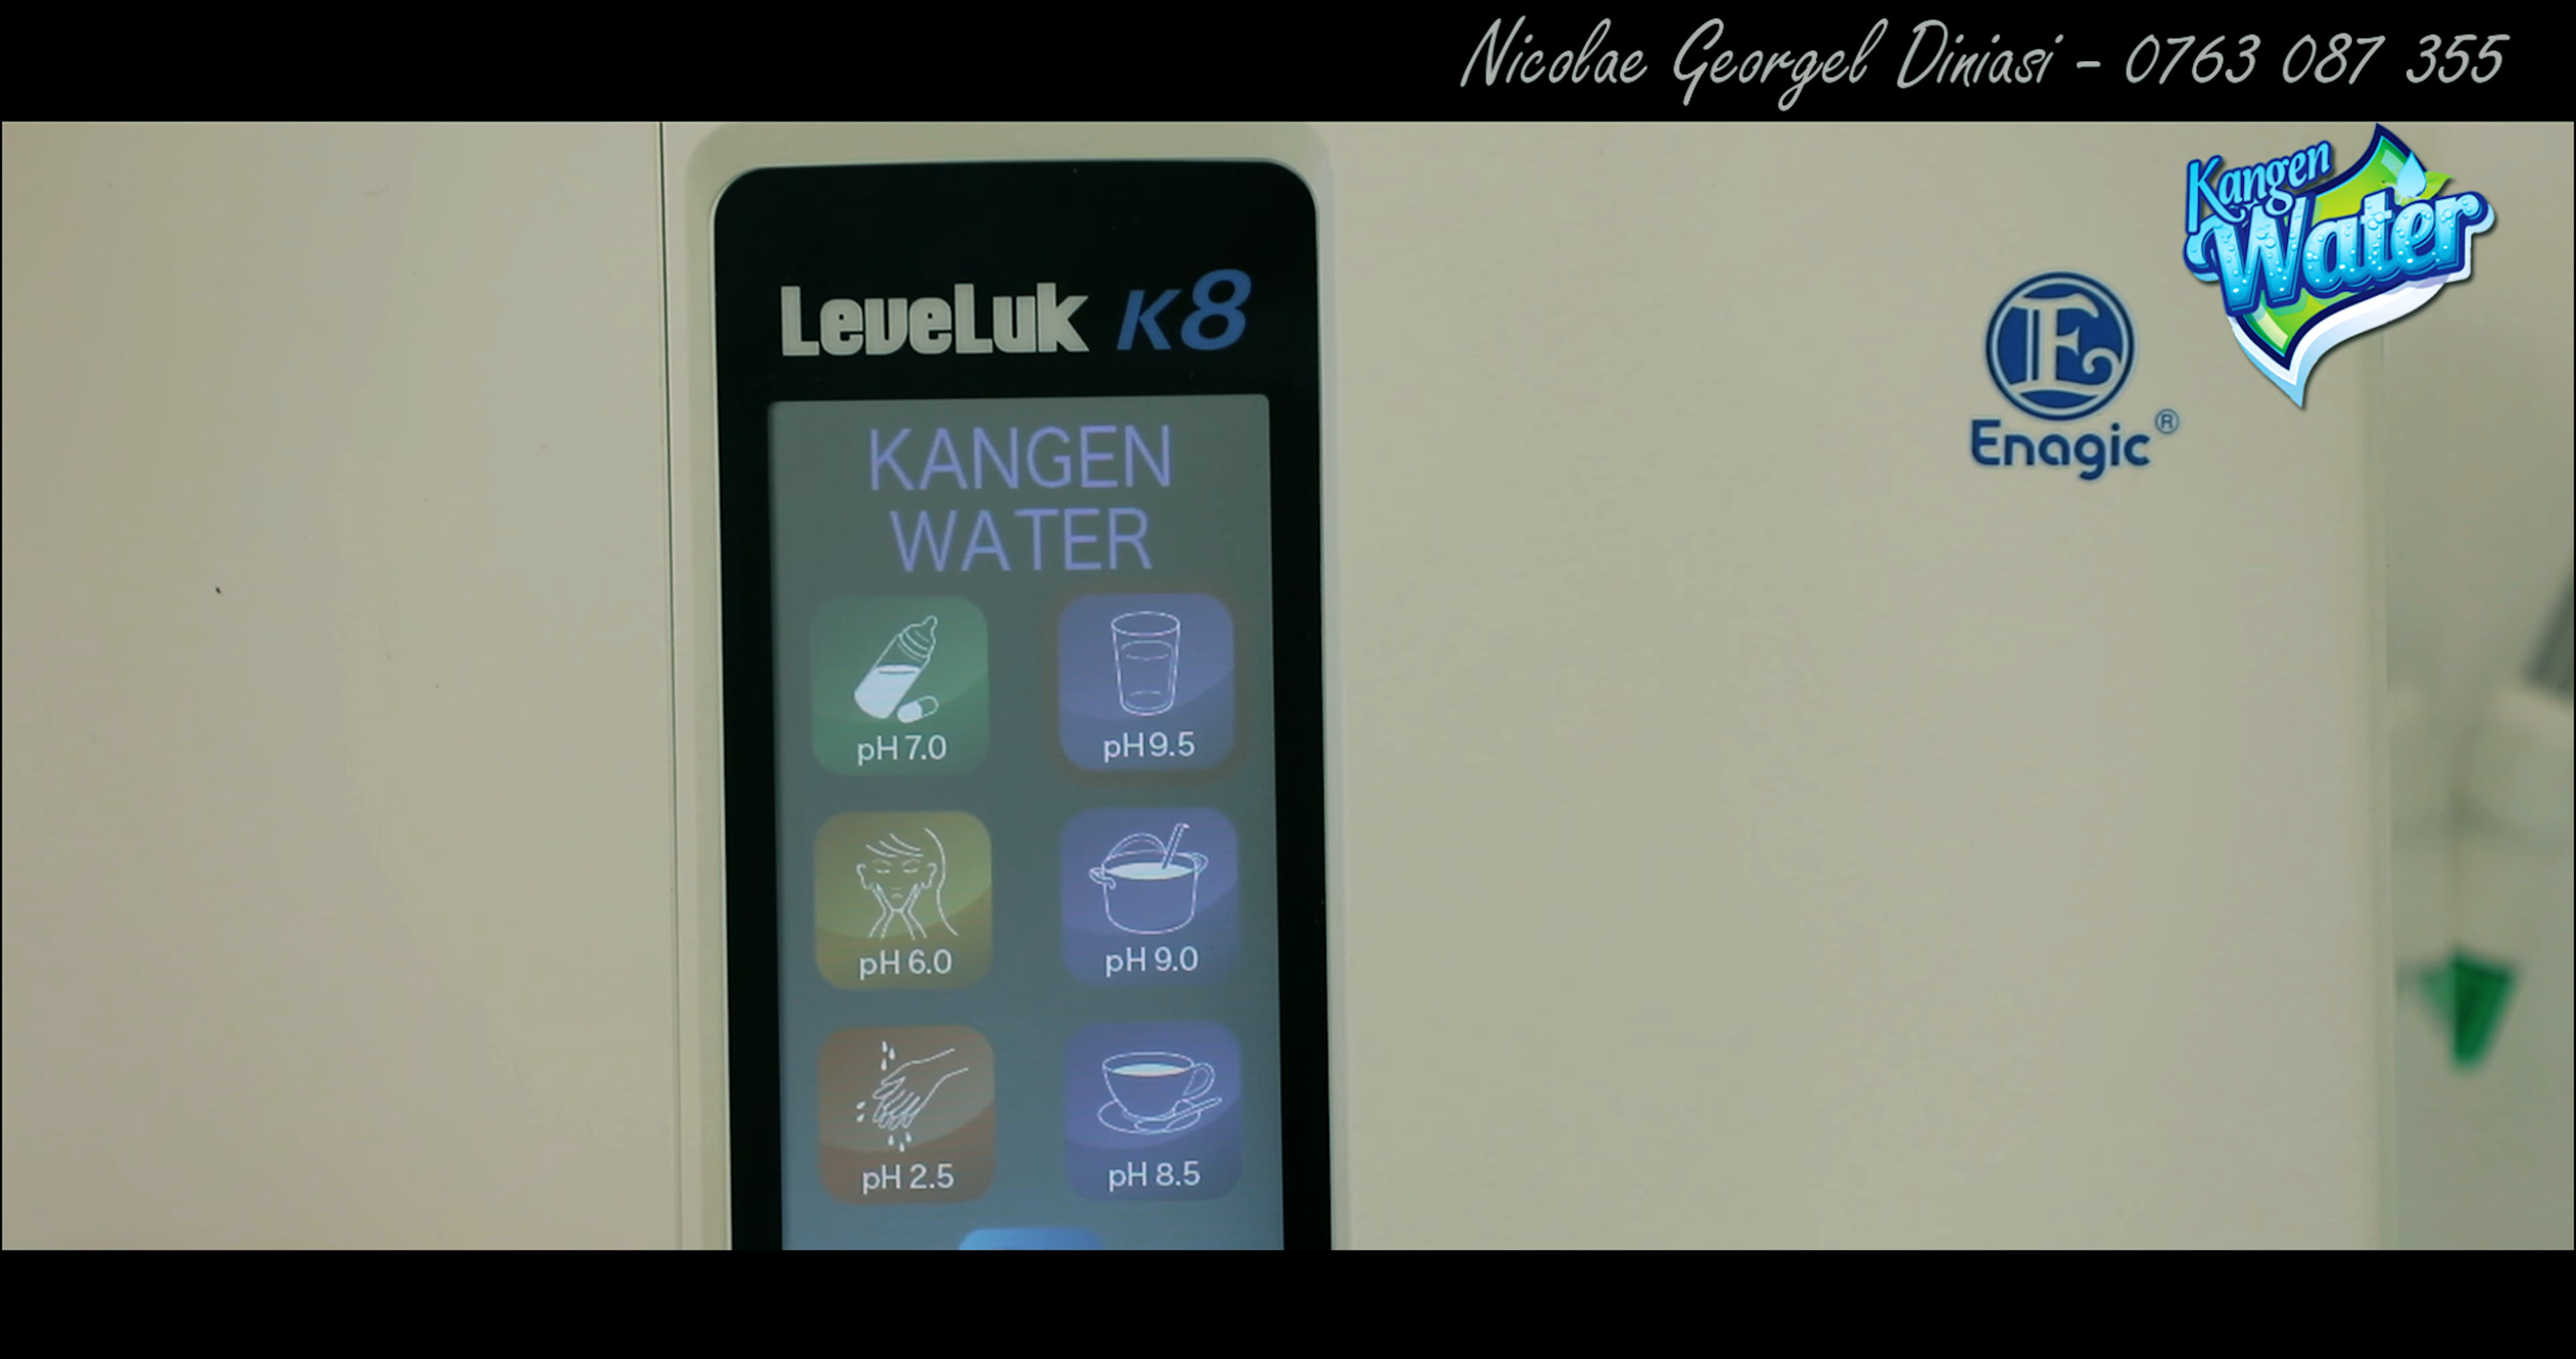 Nicolae Georgel Diniasi - 0763 087 355
Kangen
Water
LeveLuk K8
E
Enagic®
KANGEN
WATER
pH 7.0
pH 9.5
pH 6.0
pH 9.0
pH 2.5
pH 8.5